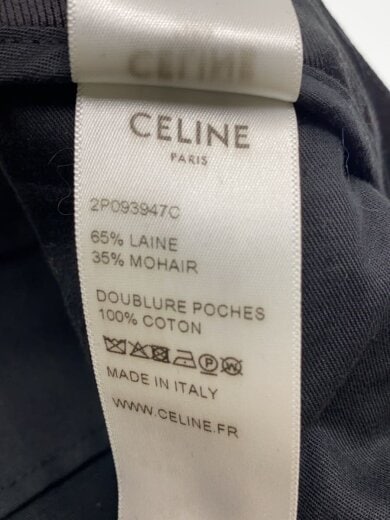 CELINE
CELINE
PARIS
2P093947C
65% LAINE
35% MOHAIR
DOUBLURE POCHES
100% COTON
MADE IN ITALY
WWW.CELINE.FR